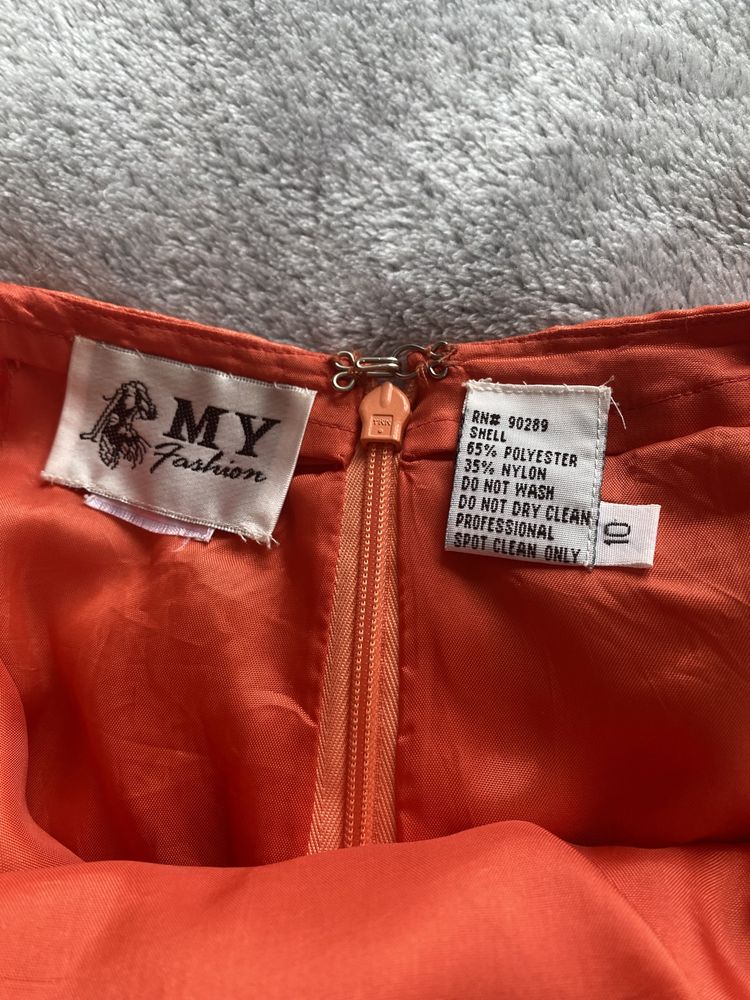 MY
Fashion
YKK
RN# 90289
SHELL
65% POLYESTER
35% NYLON
DO NOT WASH
DO NOT DRY CLEAN
PROFESSIONAL
SPOT CLEAN ONLY
10